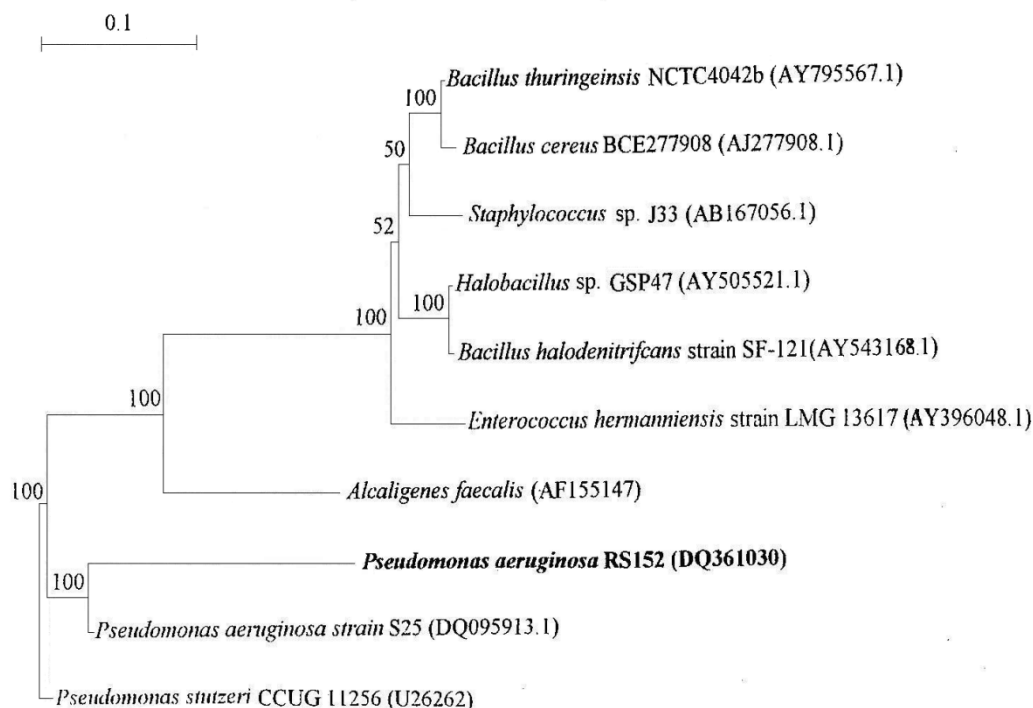 0.1
Bacillus thuringeinsis NCTC4042b (AY795567.1)
100
Bacillus cereus BCE277908 (AJ277908.1)
50
Staphylococcus sp. J33 (AB167056.1)
52
Halobacillus sp. GSP47 (AY505521.1)
100
100
Bacillus halodenitrifcans strain SF-121(AY543168.1)
100
Enterococcus hermanniensis strain LMG 13617 (AY396048.1)
100
Alcaligenes faecalis (AF155147)
Pseudomonas aeruginosa RS152 (DQ361030)
100
Pseudomonas aeruginosa strain S25 (DQ095913.1)
Pseudomonas stutzeri CCUG 11256 (U26262)